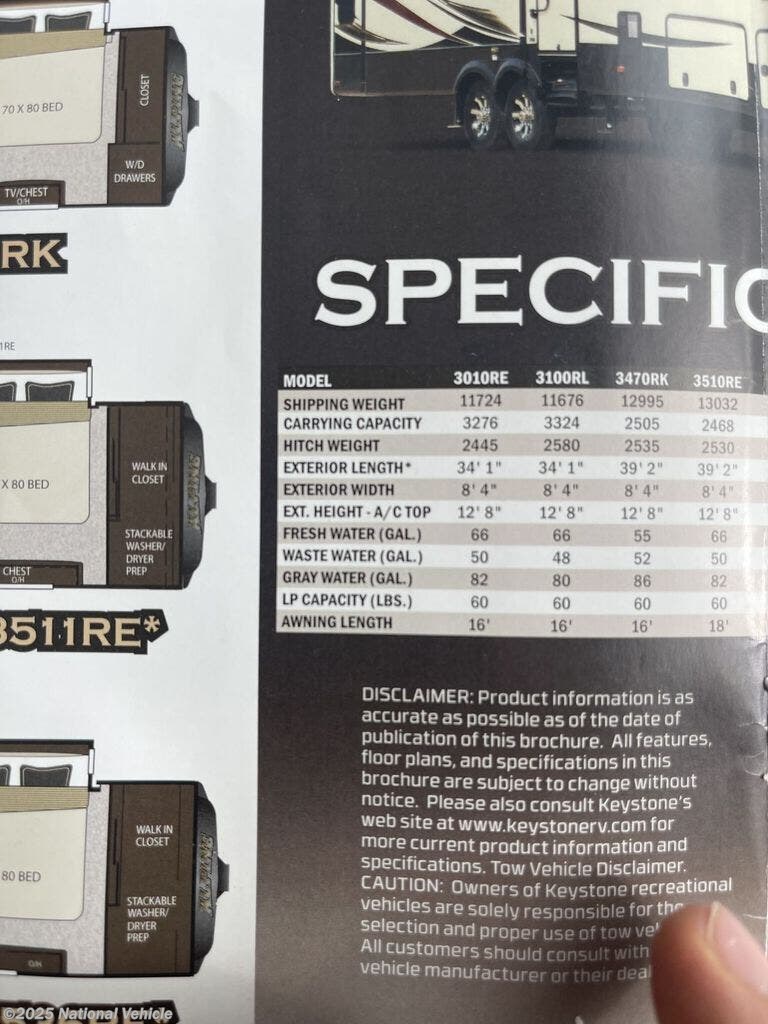 70 X 80 BED
CLOSET
ALPINE
W/D
DRAWERS
TV/CHEST
O/H
RK
1RE
X 80 BED
WALK IN
CLOSET
ALPINE
STACKABLE
WASHER/
DRYER
PREP
CHEST
O/H
3511RE*
80 BED
WALK IN
CLOSET
ALPINE
STACKABLE
WASHER/
DRYER
PREP
O/H
RE*
SPECIFIC
MODEL 3010RE 3100RL 3470RK 3510RE
SHIPPING WEIGHT 11724 11676 12995 13032
CARRYING CAPACITY 3276 3324 2505 2468
HITCH WEIGHT 2445 2580 2535 2530
EXTERIOR LENGTH* 34' 1" 34' 1" 39' 2" 39' 2"
EXTERIOR WIDTH 8' 4" 8' 4" 8' 4" 8' 4"
EXT. HEIGHT - A/C TOP 12' 8" 12' 8" 12' 8" 12' 8"
FRESH WATER (GAL.) 66 66 55 66
WASTE WATER (GAL.) 50 48 52 50
GRAY WATER (GAL.) 82 80 86 82
LP CAPACITY (LBS.) 60 60 60 60
AWNING LENGTH 16' 16' 16' 18'
DISCLAIMER: Product information is as
accurate as possible as of the date of
publication of this brochure. All features,
floor plans, and specifications in this
brochure are subject to change without
notice. Please also consult Keystone's
web site at www.keystonerv.com for
more current product information and
specifications. Tow Vehicle Disclaimer.
CAUTION: Owners of Keystone recreational
vehicles are solely responsible for the
selection and proper use of tow veh
All customers should consult with
vehicle manufacturer or their deal
©2025 National Vehicle